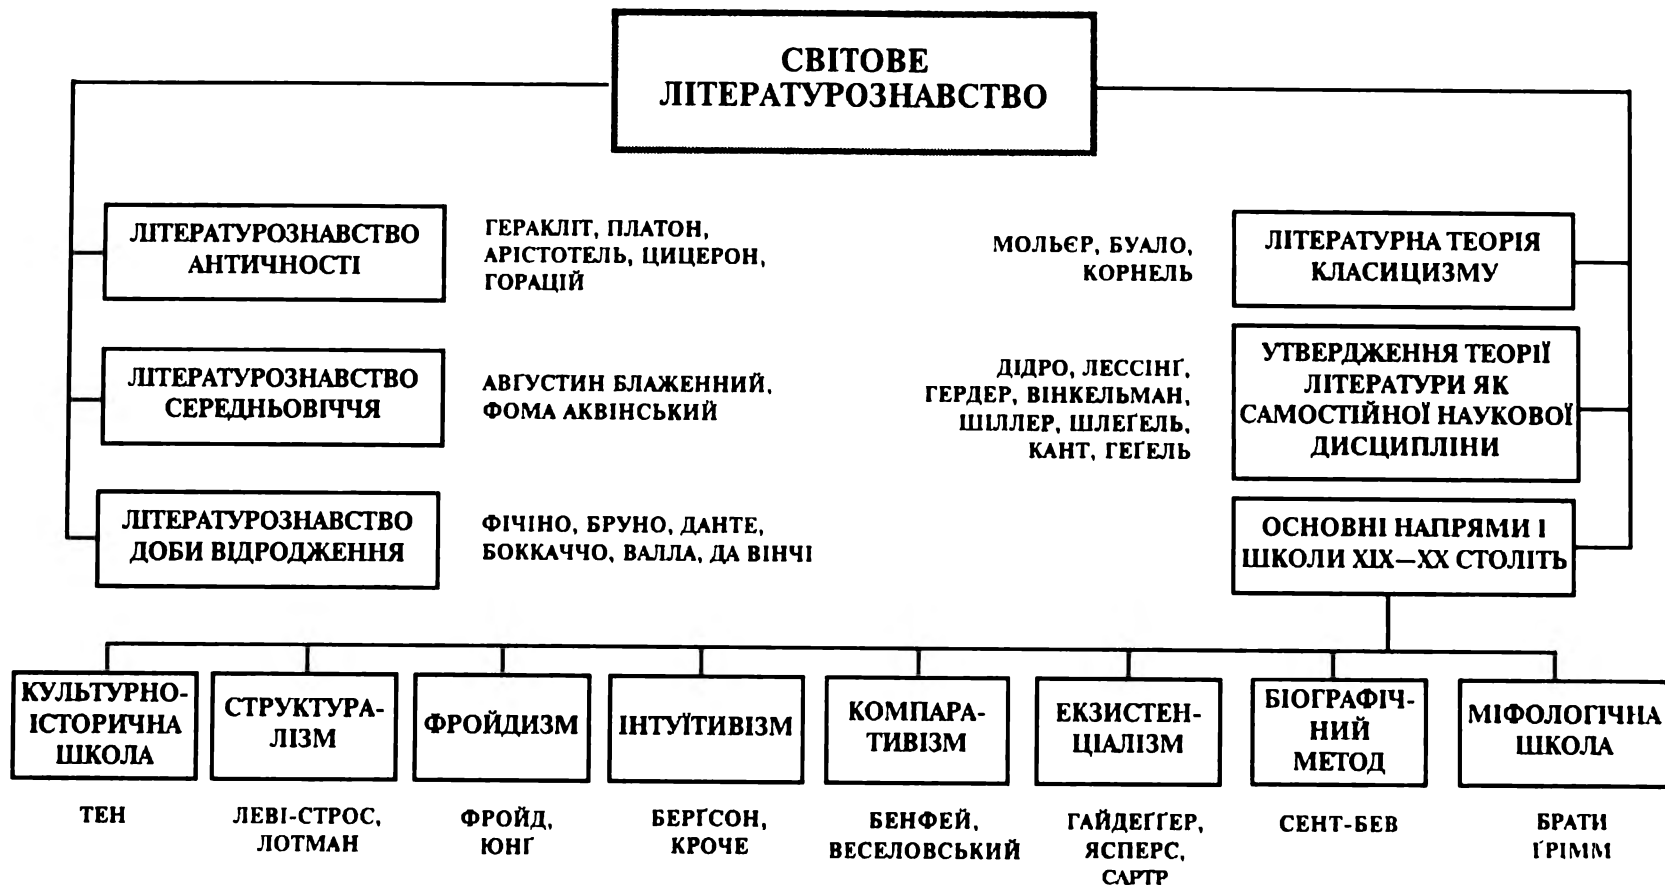 СВІТОВЕ
ЛІТЕРАТУРОЗНАВСТВО
ЛІТЕРАТУРОЗНАВСТВО
АНТИЧНОСТІ
ГЕРАКЛІТ, ПЛАТОН,
АРІСТОТЕЛЬ, ЦИЦЕРОН,
ГОРАЦІЙ
МОЛЬЄР, БУАЛО,
КОРНЕЛЬ
ЛІТЕРАТУРНА ТЕОРІЯ
КЛАСИЦИЗМУ
ЛІТЕРАТУРОЗНАВСТВО
СЕРЕДНЬОВІЧЧЯ
АВГУСТИН БЛАЖЕННИЙ,
ФОМА АКВІНСЬКИЙ
ДІДРО, ЛЕССІНҐ,
ГЕРДЕР, ВІНКЕЛЬМАН,
ШІЛЛЕР, ШЛЕҐЕЛЬ,
КАНТ, ГЕҐЕЛЬ
УТВЕРДЖЕННЯ ТЕОРІЇ
ЛІТЕРАТУРИ ЯК
САМОСТІЙНОЇ НАУКОВОЇ
ДИСЦИПЛІНИ
ЛІТЕРАТУРОЗНАВСТВО
ДОБИ ВІДРОДЖЕННЯ
ФІЧІНО, БРУНО, ДАНТЕ,
БОККАЧЧО, ВАЛЛА, ДА ВІНЧІ
ОСНОВНІ НАПРЯМИ І
ШКОЛИ XIX—XX СТОЛІТЬ
КУЛЬТУРНО-
ІСТОРИЧНА
ШКОЛА
ТЕН
СТРУКТУРА-
ЛІЗМ
ЛЕВІ-СТРОС,
ЛОТМАН
ФРОЙДИЗМ
ФРОЙД,
ЮНҐ
ІНТУЇТИВІЗМ
БЕРҐСОН,
КРОЧЕ
КОМПАРА-
ТИВІЗМ
БЕНФЕЙ,
ВЕСЕЛОВСЬКИЙ
ЕКЗИСТЕН-
ЦІАЛІЗМ
ГАЙДЕҐҐЕР,
ЯСПЕРС,
САРТР
БІОГРАФІЧ-
НИЙ
МЕТОД
СЕНТ-БЕВ
МІФОЛОГІЧНА
ШКОЛА
БРАТИ
ҐРІММ